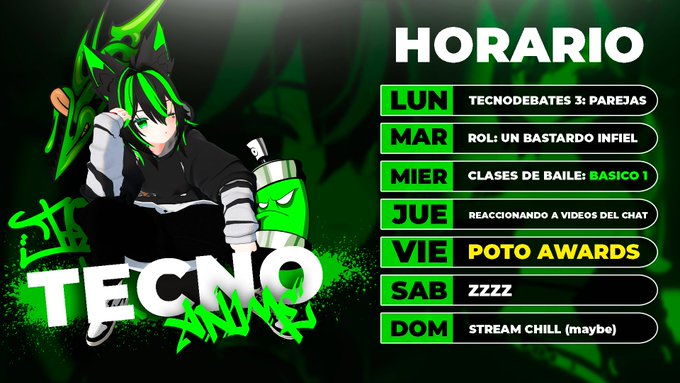 HORARIO
LUN TECNODEBATES 3: PAREJAS
MAR ROL: UN BASTARDO INFIEL
MIER CLASES DE BAILE: BASICO 1
JUE REACCIONANDO A VIDEOS DEL CHAT
VIE POTO AWARDS
SAB ZZZZ
DOM STREAM CHILL (maybe)
TECNO
ANIME